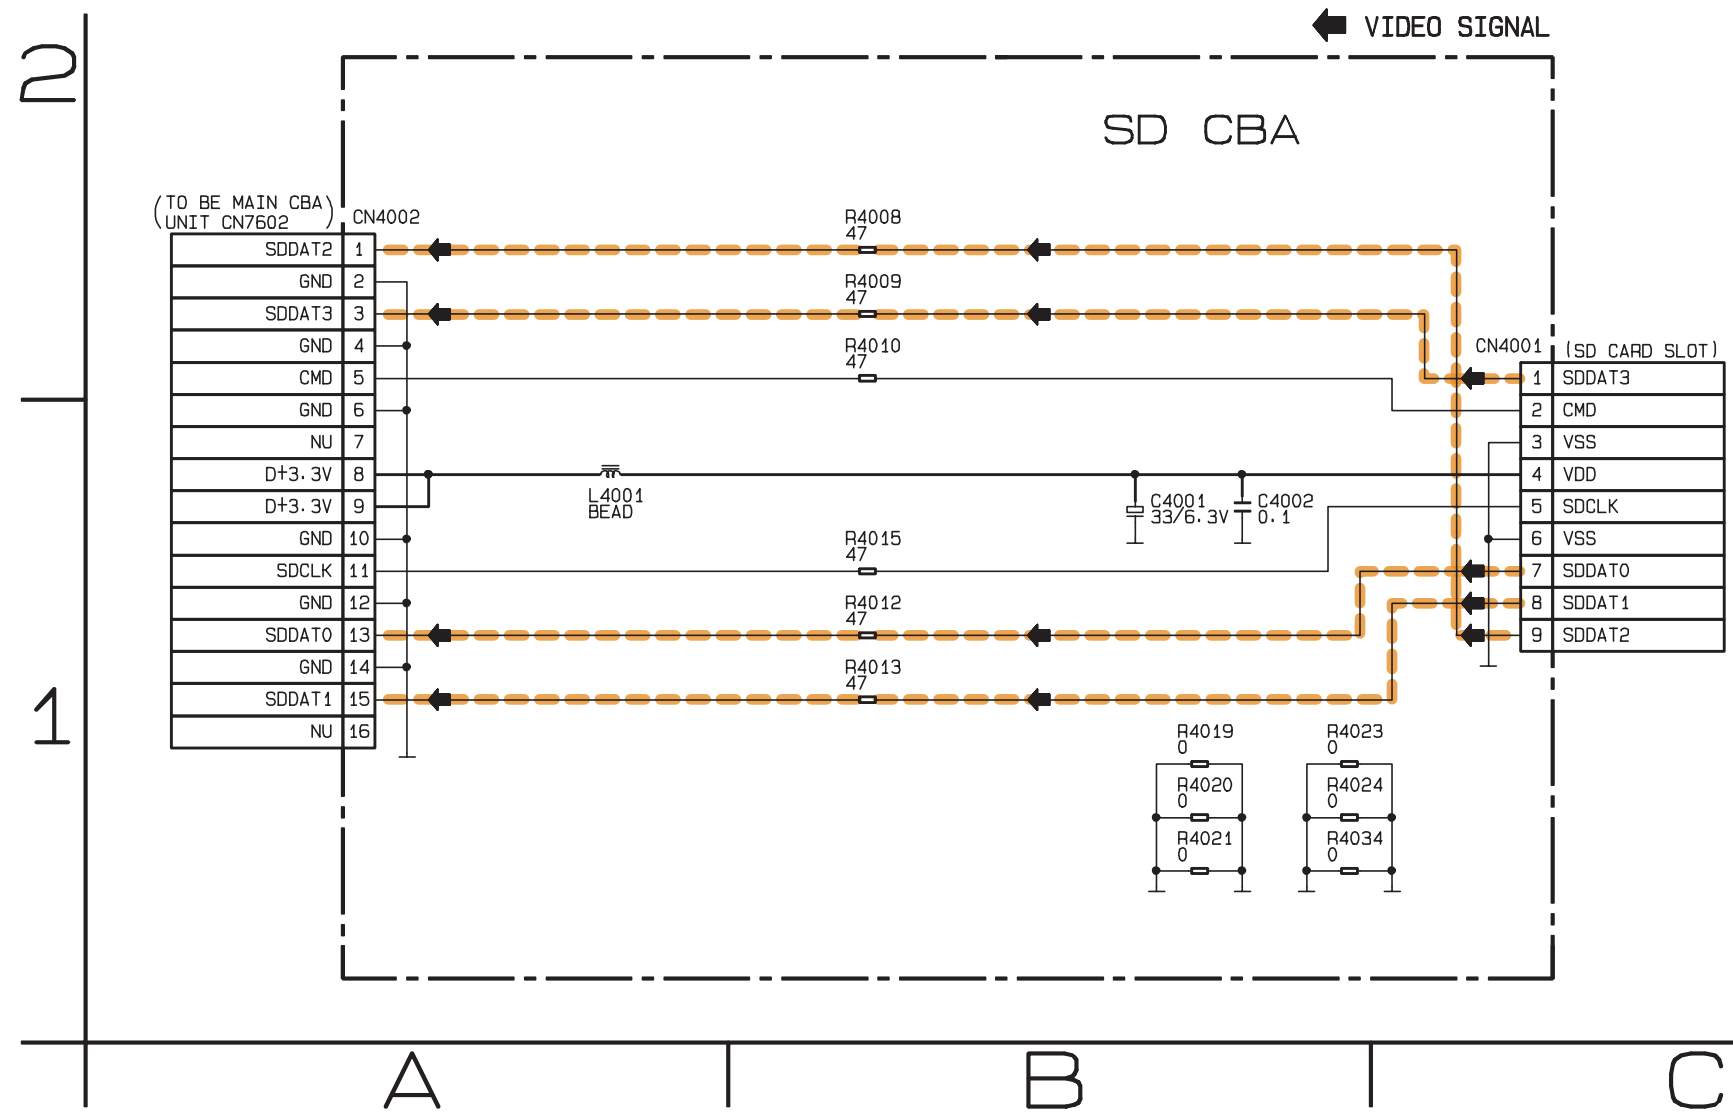 VIDEO SIGNAL
2
SD CBA
(TO BE MAIN CBA)
(UNIT CN7602)
CN4002
SDDAT2 1
GND 2
SDDAT3 3
GND 4
CMD 5
GND 6
NU 7
D+3.3V 8
D+3.3V 9
GND 10
SDCLK 11
GND 12
SDDAT0 13
GND 14
SDDAT1 15
NU 16
R4008
47
R4009
47
R4010
47
L4001
BEAD
C4001
33/6.3V
C4002
0.1
R4015
47
R4012
47
R4013
47
CN4001 (SD CARD SLOT)
1 SDDAT3
2 CMD
3 VSS
4 VDD
5 SDCLK
6 VSS
7 SDDAT0
8 SDDAT1
9 SDDAT2
R4019
0
R4020
0
R4021
0
R4023
0
R4024
0
R4034
0
1
A B C